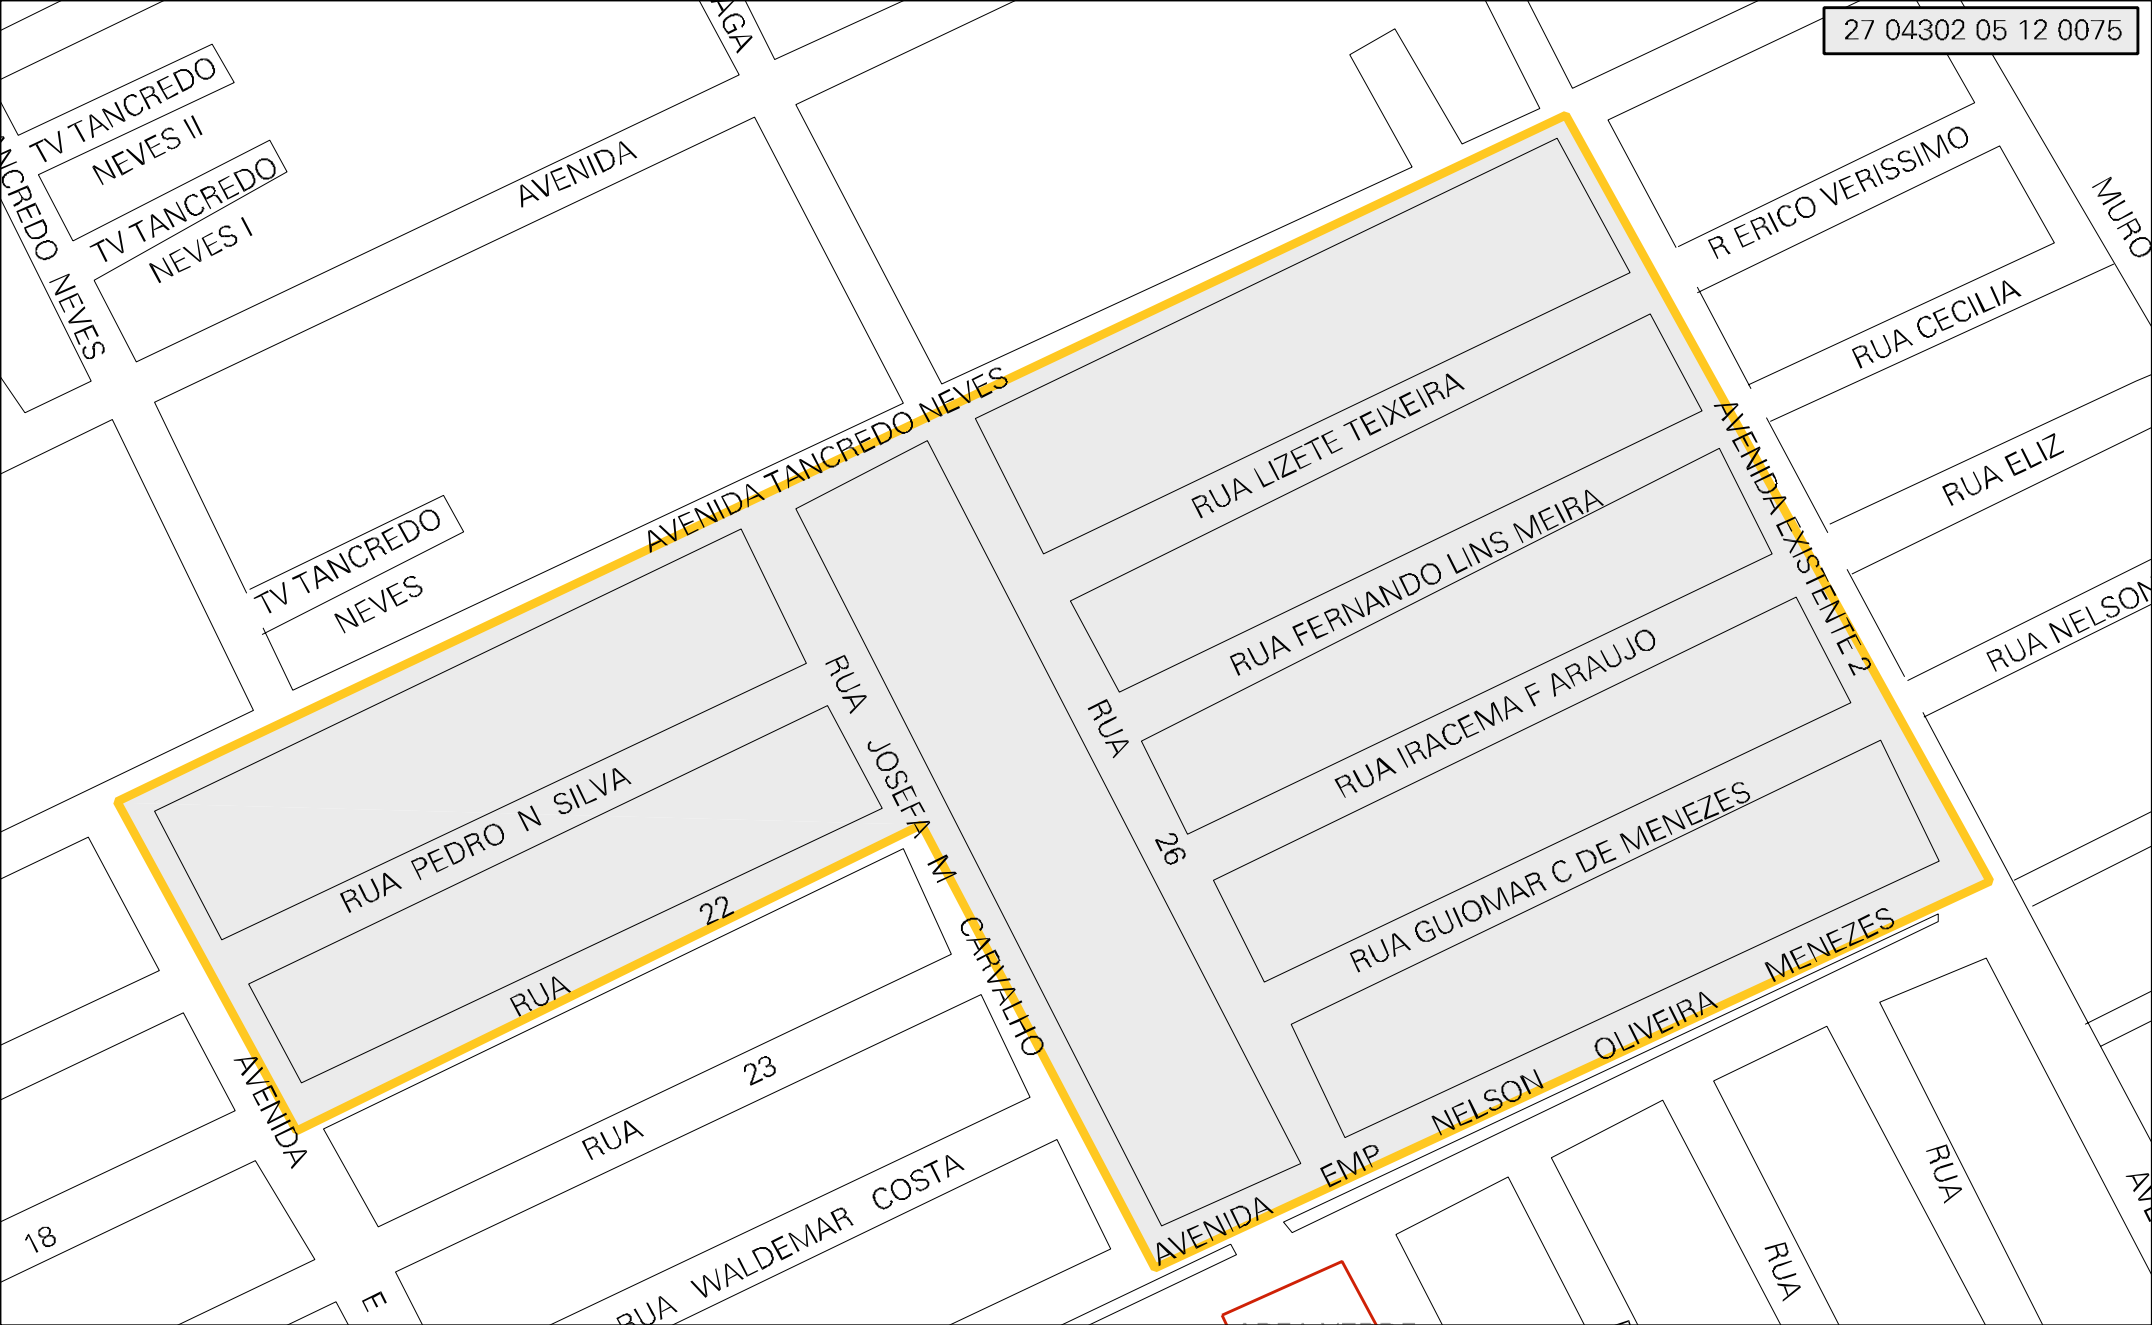 27 04302 05 12 0075
AGA
TV TANCREDO
NEVES II
TV TANCREDO
NEVES I
NCREDO NEVES
AVENIDA
R ERICO VERISSIMO
MURO
RUA CECILIA
AVENIDA TANCREDO NEVES
RUA LIZETE TEIXEIRA
AVENIDA EXISTENTE 2
RUA ELIZ
TV TANCREDO
NEVES
RUA FERNANDO LINS MEIRA
RUA NELSON
RUA JOSEFA M CARVALHO
RUA 26
RUA IRACEMA F ARAUJO
RUA PEDRO N SILVA
RUA GUIOMAR C DE MENEZES
RUA 22
AVENIDA EMP NELSON OLIVEIRA MENEZES
AVENIDA E
RUA 23
RUA WALDEMAR COSTA
18
RUA
RUA